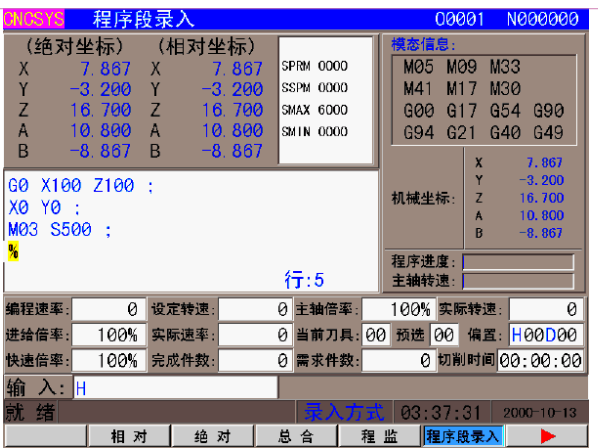 CNCSYS 程序段录入 O0001 N000000
(绝对坐标) (相对坐标)
X 7.867 X 7.867
Y -3.200 Y -3.200
Z 16.700 Z 16.700
A 10.800 A 10.800
B -8.867 B -8.867
SPRM 0000
SSPM 0000
SMAX 6000
SMIN 0000
模态信息:
M05 M09 M33
M41 M17 M30
G00 G17 G54 G90
G94 G21 G40 G49
机械坐标:
X 7.867
Y -3.200
Z 16.700
A 10.800
B -8.867
程序进度:
主轴转速:
G0 X100 Z100 ;
X0 Y0 ;
M03 S500 ;
%
行:5
编程速率: 0 设定转速: 0 主轴倍率: 100% 实际转速: 0
进给倍率: 100% 实际速率: 0 当前刀具: 00 预选 00 偏置: H00D00
快速倍率: 100% 完成件数: 0 需求件数: 0 切削时间 00:00:00
输 入: H
就 绪 录入方式 03:37:31 2000-10-13
相 对 绝 对 总 合 程 监 程序段录入